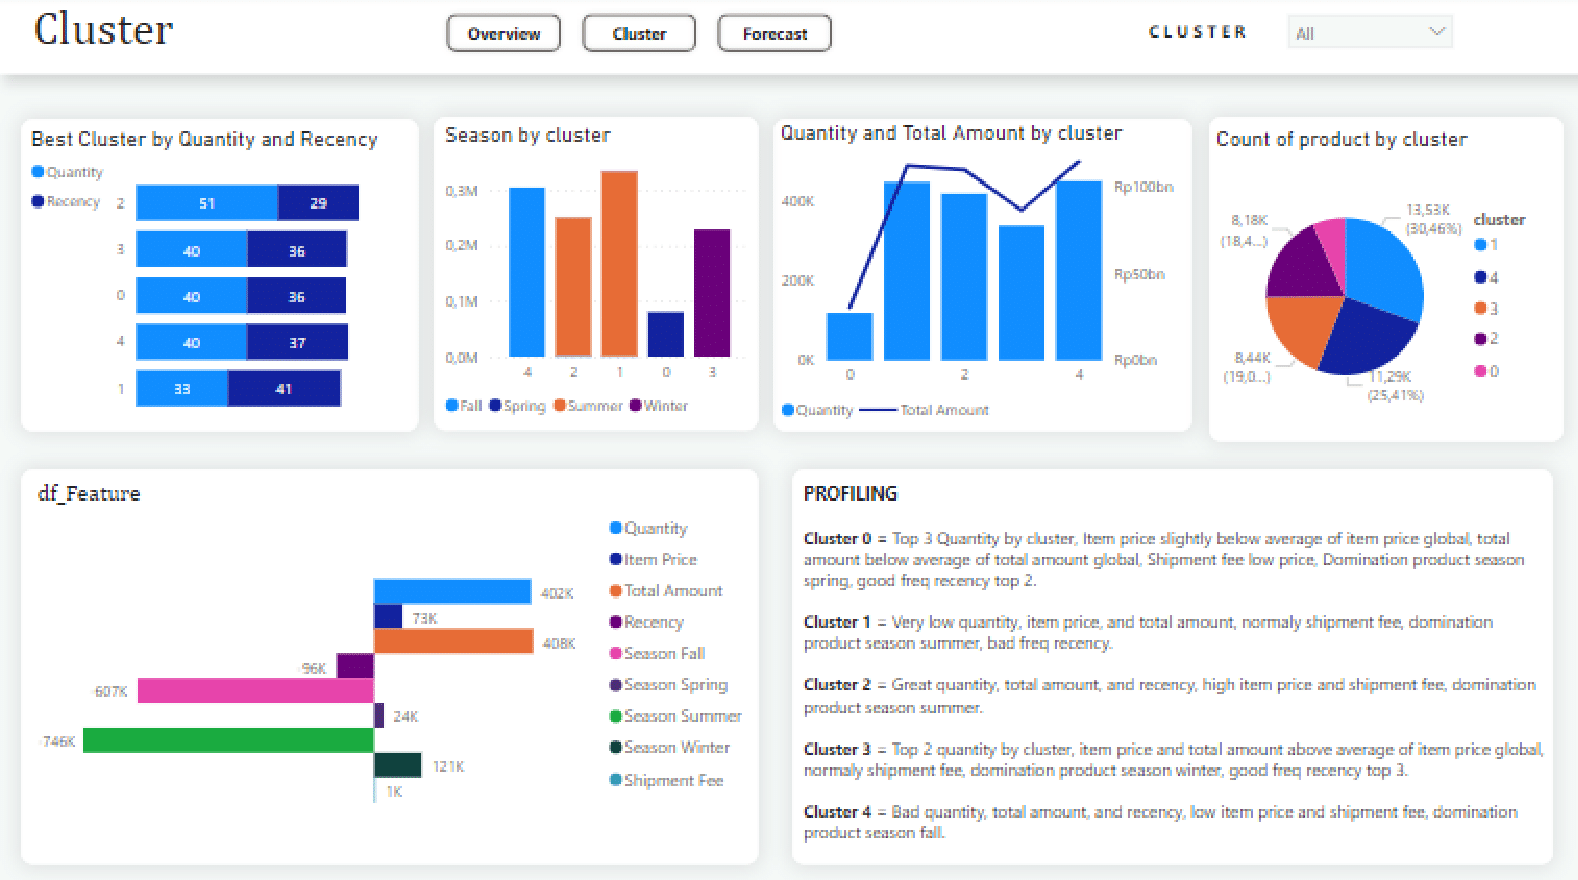 Cluster
Overview
Cluster
Forecast
CLUSTER
All
Best Cluster by Quantity and Recency
Quantity
Recency
2
51
29
3
40
36
0
40
36
4
40
37
1
33
41
Season by cluster
0,3M
0,2M
0,1M
0,0M
4
2
1
0
3
Fall
Spring
Summer
Winter
Quantity and Total Amount by cluster
400K
200K
0K
Rp100bn
Rp50bn
Rp0bn
0
2
4
Quantity
Total Amount
Count of product by cluster
13,53K
(30,46%)
8,18K
(18,4...)
8,44K
(19,0...)
11,29K
(25,41%)
cluster
1
4
3
2
0
df_Feature
402K
73K
408K
-96K
-607K
24K
-746K
121K
1K
Quantity
Item Price
Total Amount
Recency
Season Fall
Season Spring
Season Summer
Season Winter
Shipment Fee
PROFILING
Cluster 0 = Top 3 Quantity by cluster, Item price slightly below average of item price global, total
amount below average of total amount global, Shipment fee low price, Domination product season
spring, good freq recency top 2.
Cluster 1 = Very low quantity, item price, and total amount, normaly shipment fee, domination
product season summer, bad freq recency.
Cluster 2 = Great quantity, total amount, and recency, high item price and shipment fee, domination
product season summer.
Cluster 3 = Top 2 quantity by cluster, item price and total amount above average of item price global,
normaly shipment fee, domination product season winter, good freq recency top 3.
Cluster 4 = Bad quantity, total amount, and recency, low item price and shipment fee, domination
product season fall.